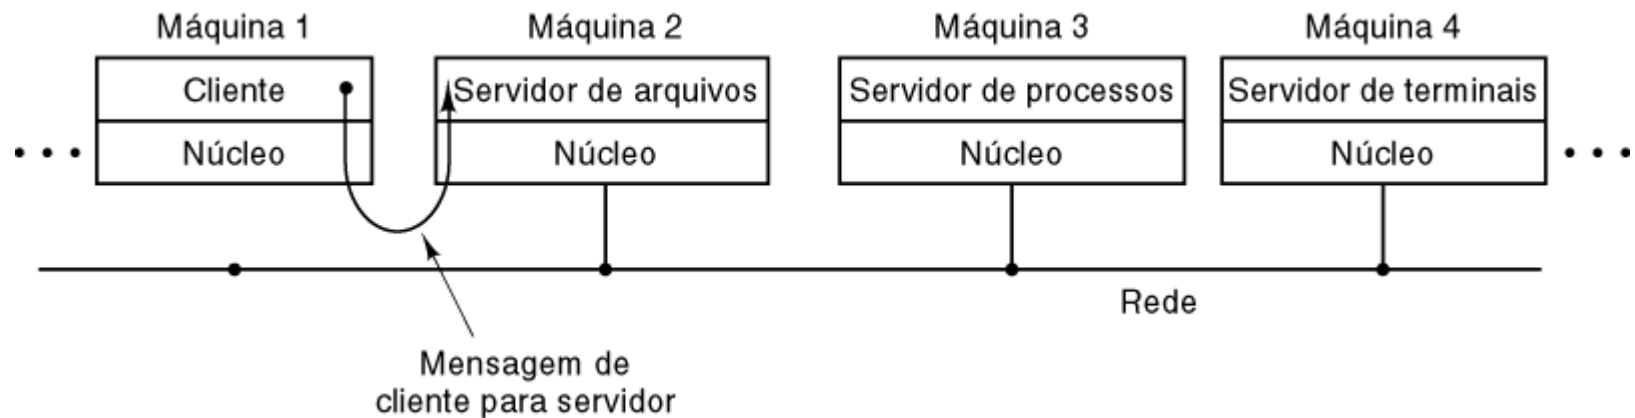 Máquina 1
Máquina 2
Máquina 3
Máquina 4
Cliente
Servidor de arquivos
Servidor de processos
Servidor de terminais
Núcleo
Núcleo
Núcleo
Núcleo
Rede
Mensagem de
cliente para servidor